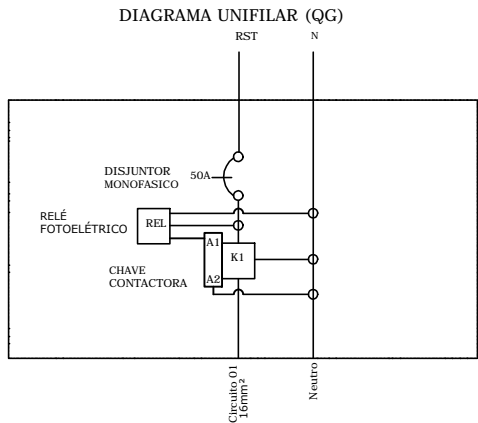 DIAGRAMA UNIFILAR (QG)
RST
N
DISJUNTOR
MONOFASICO
50A
RELÉ
FOTOELÉTRICO
REL
A1
K1
CHAVE
CONTACTORA
A2
Circuito 01
16mm²
Neutro